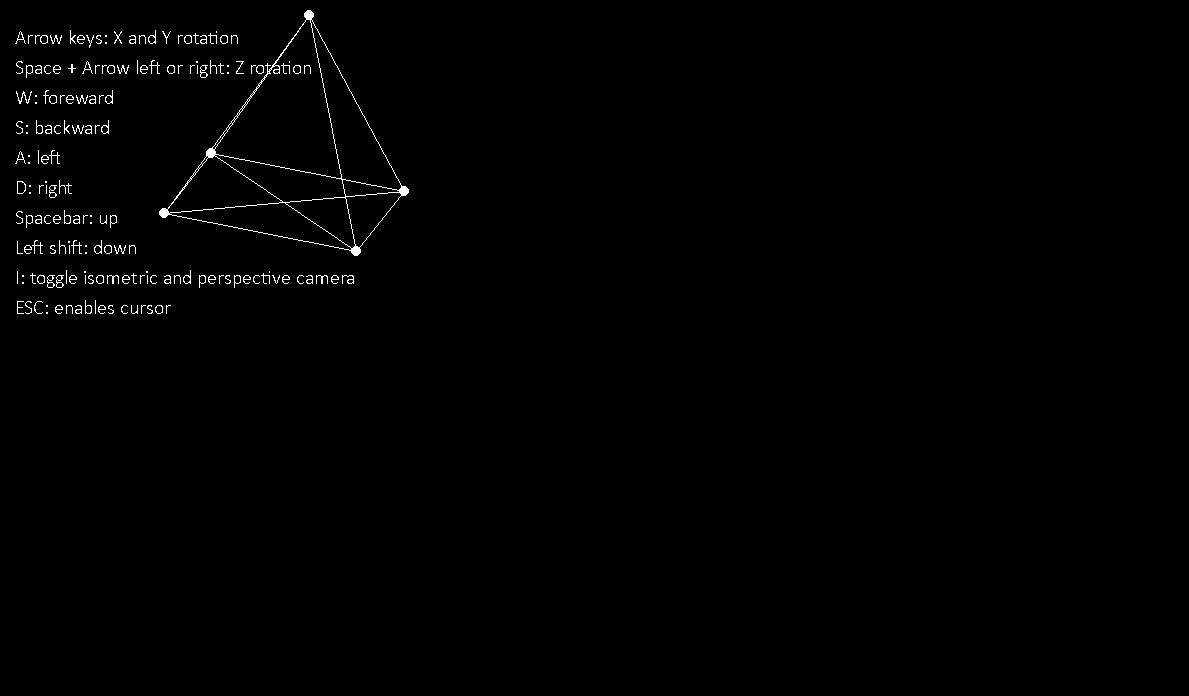 Arrow keys: X and Y rotation
Space + Arrow left or right: Z rotation
W: foreward
S: backward
A: left
D: right
Spacebar: up
Left shift: down
I: toggle isometric and perspective camera
ESC: enables cursor